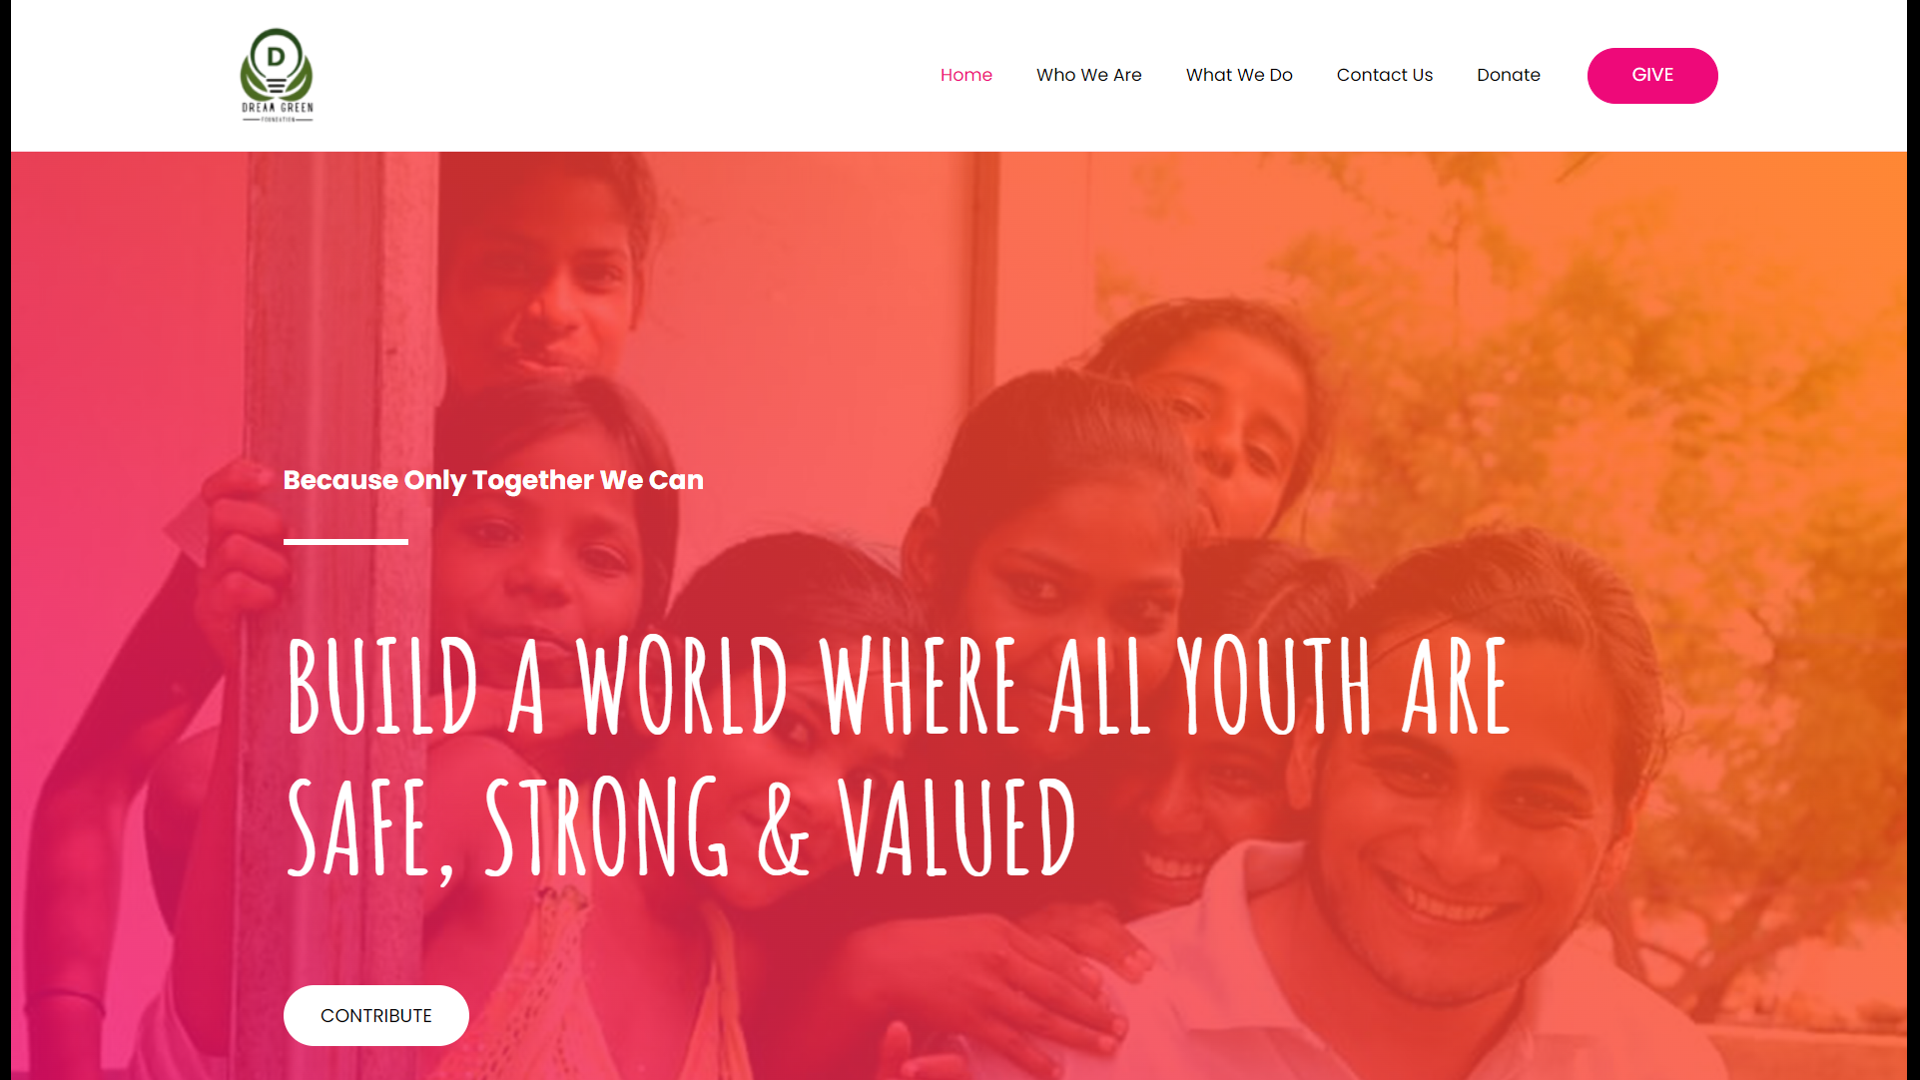 D
DREAM GREEN
FOUNDATION
Home Who We Are What We Do Contact Us Donate GIVE
Because Only Together We Can
BUILD A WORLD WHERE ALL YOUTH ARE
SAFE, STRONG & VALUED
CONTRIBUTE